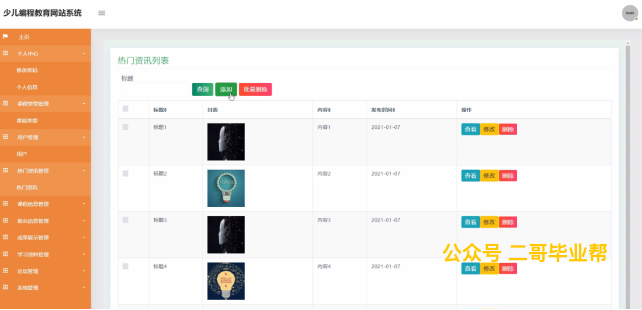 少儿编程教育网站系统
主页
个人中心
修改密码
个人信息
课程类型管理
课程类型
用户管理
用户
热门资讯管理
热门资讯
课程信息管理
报名信息管理
成果展示管理
学习资料管理
论坛管理
系统管理
热门资讯列表
标题
查询 添加 批量删除
标题 封面 内容 发布时间 操作
标题1 内容1 2021-01-07 查看 修改 删除
标题2 内容2 2021-01-07 查看 修改 删除
标题3 内容3 2021-01-07 查看 修改 删除
标题4 内容4 2021-01-07 查看 修改 删除
公众号 二哥毕业帮